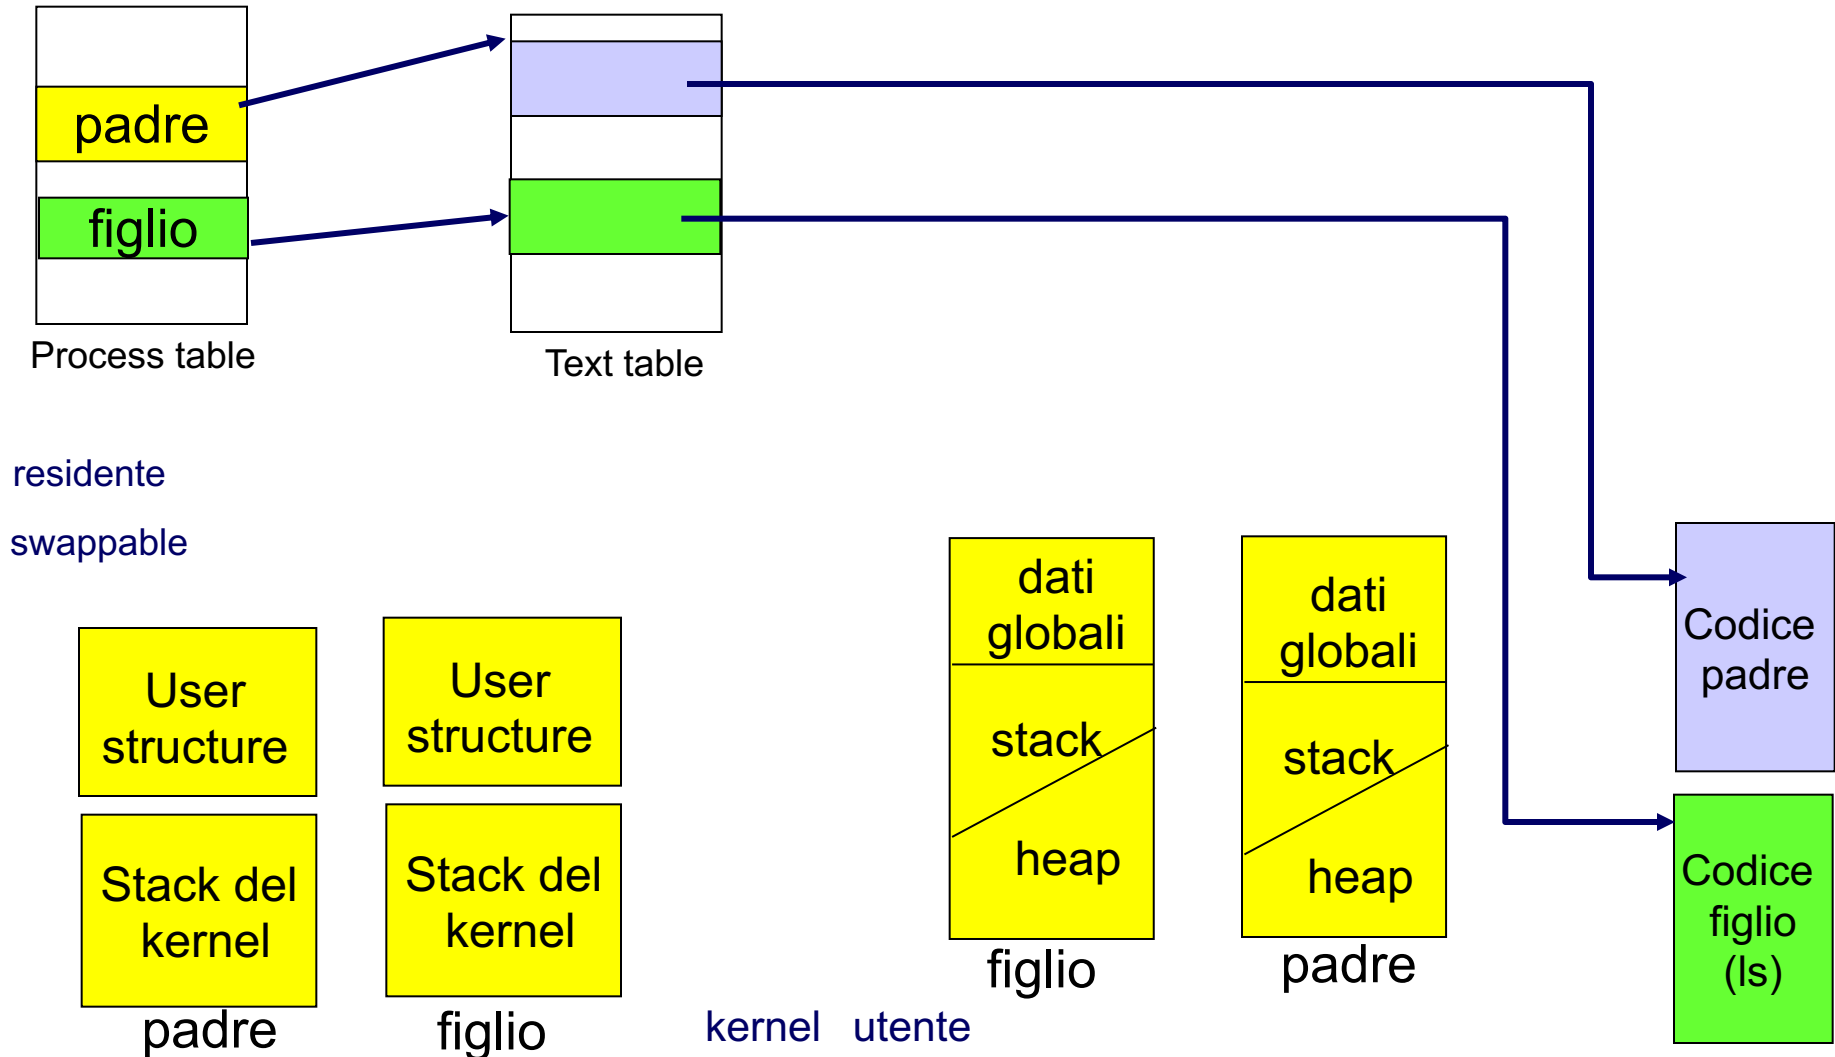 padre
figlio
Process table
Text table
residente
swappable
User
structure
Stack del
kernel
padre
User
structure
Stack del
kernel
figlio
kernel utente
dati
globali
stack
heap
figlio
dati
globali
stack
heap
padre
Codice
padre
Codice
figlio
(ls)